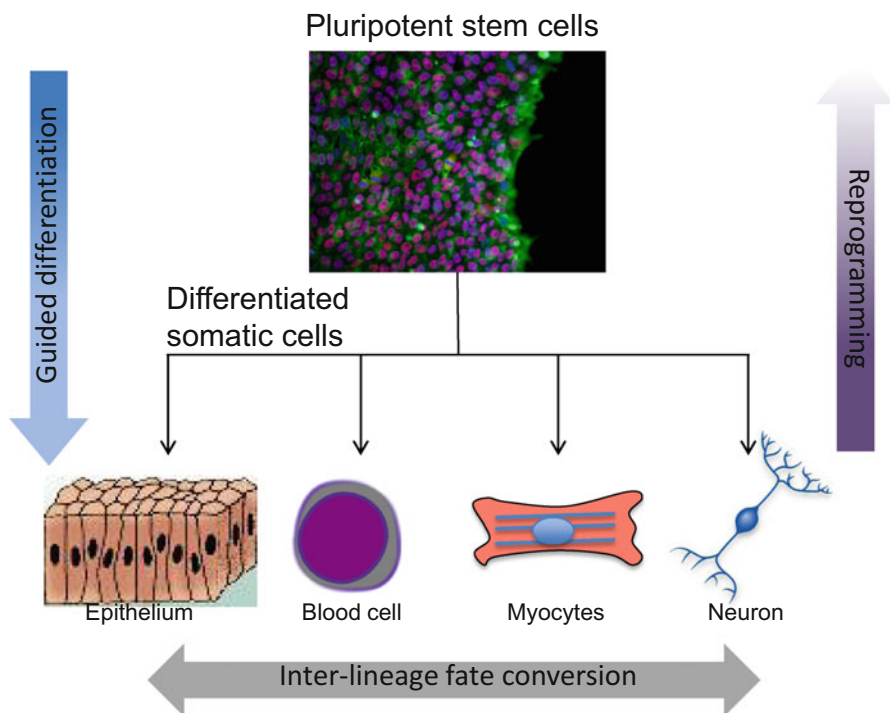 Pluripotent stem cells
Guided differentiation
Reprogramming
Differentiated
somatic cells
Epithelium
Blood cell
Myocytes
Neuron
Inter-lineage fate conversion